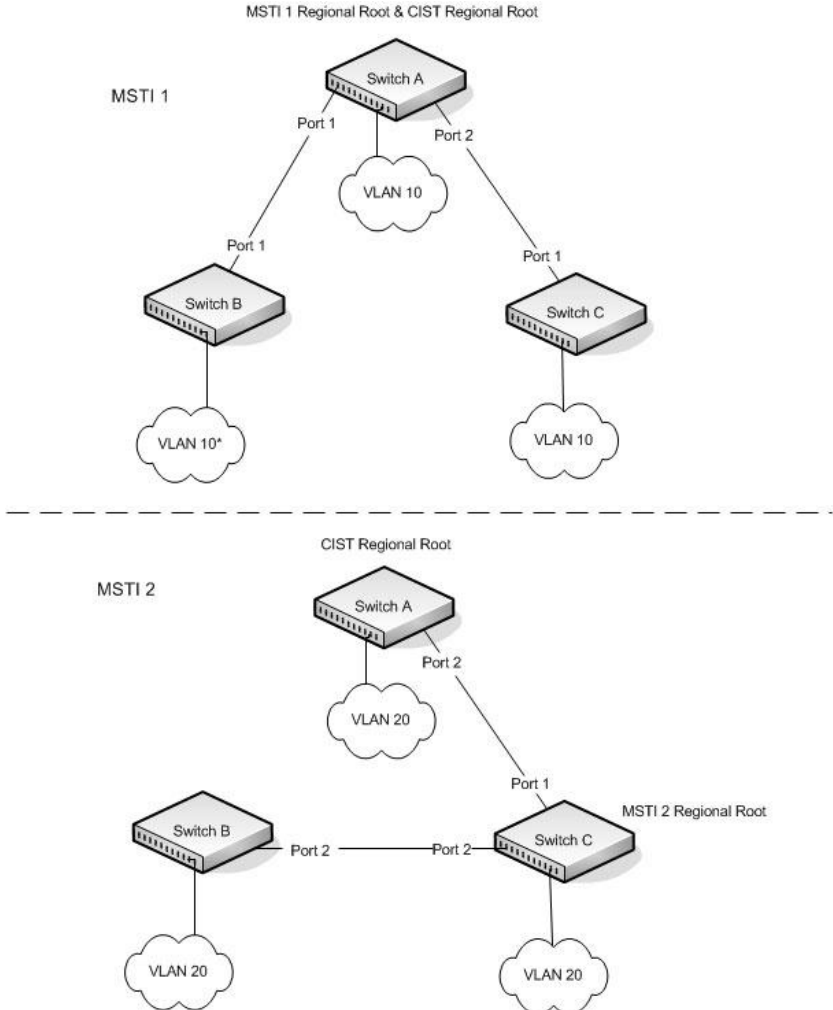 MSTI 1 Regional Root & CIST Regional Root
Switch A
MSTI 1
Port 1
Port 2
VLAN 10
Port 1
Port 1
Switch B
Switch C
VLAN 10*
VLAN 10
CIST Regional Root
MSTI 2
Switch A
Port 2
VLAN 20
Port 1
MSTI 2 Regional Root
Switch B
Port 2
Port 2
Switch C
VLAN 20
VLAN 20